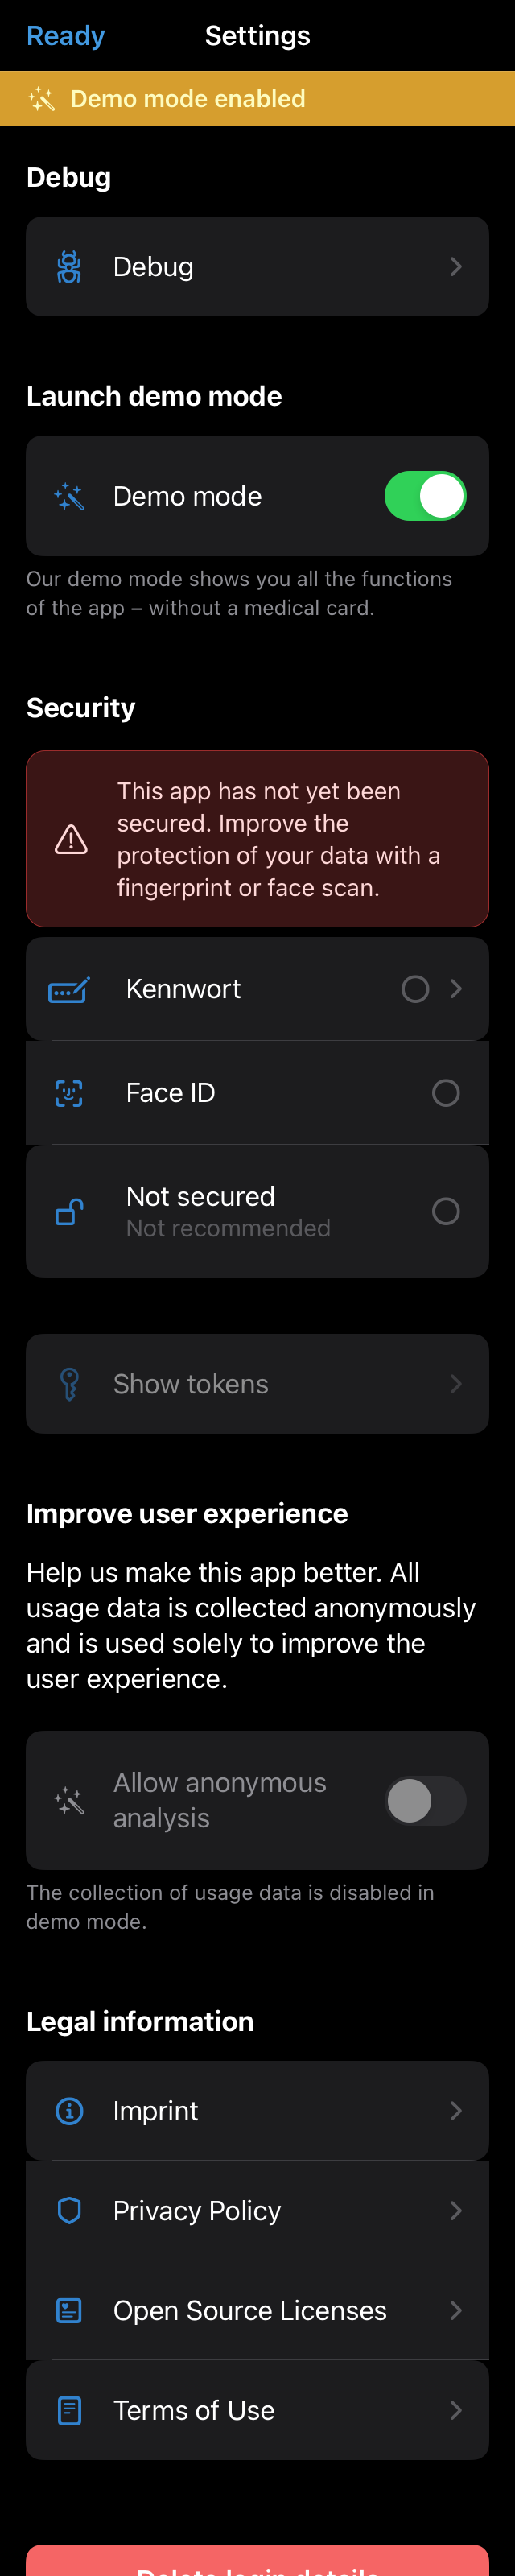 Ready
Settings
Demo mode enabled
Debug
Debug
Launch demo mode
Demo mode
Our demo mode shows you all the functions
of the app – without a medical card.
Security
This app has not yet been
secured. Improve the
protection of your data with a
fingerprint or face scan.
Kennwort
Face ID
Not secured
Not recommended
Show tokens
Improve user experience
Help us make this app better. All
usage data is collected anonymously
and is used solely to improve the
user experience.
Allow anonymous
analysis
The collection of usage data is disabled in
demo mode.
Legal information
Imprint
Privacy Policy
Open Source Licenses
Terms of Use
Delete login details